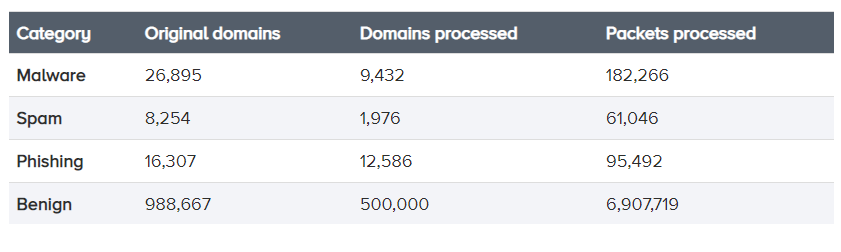 Category Original domains Domains processed Packets processed
Malware 26,895 9,432 182,266
Spam 8,254 1,976 61,046
Phishing 16,307 12,586 95,492
Benign 988,667 500,000 6,907,719